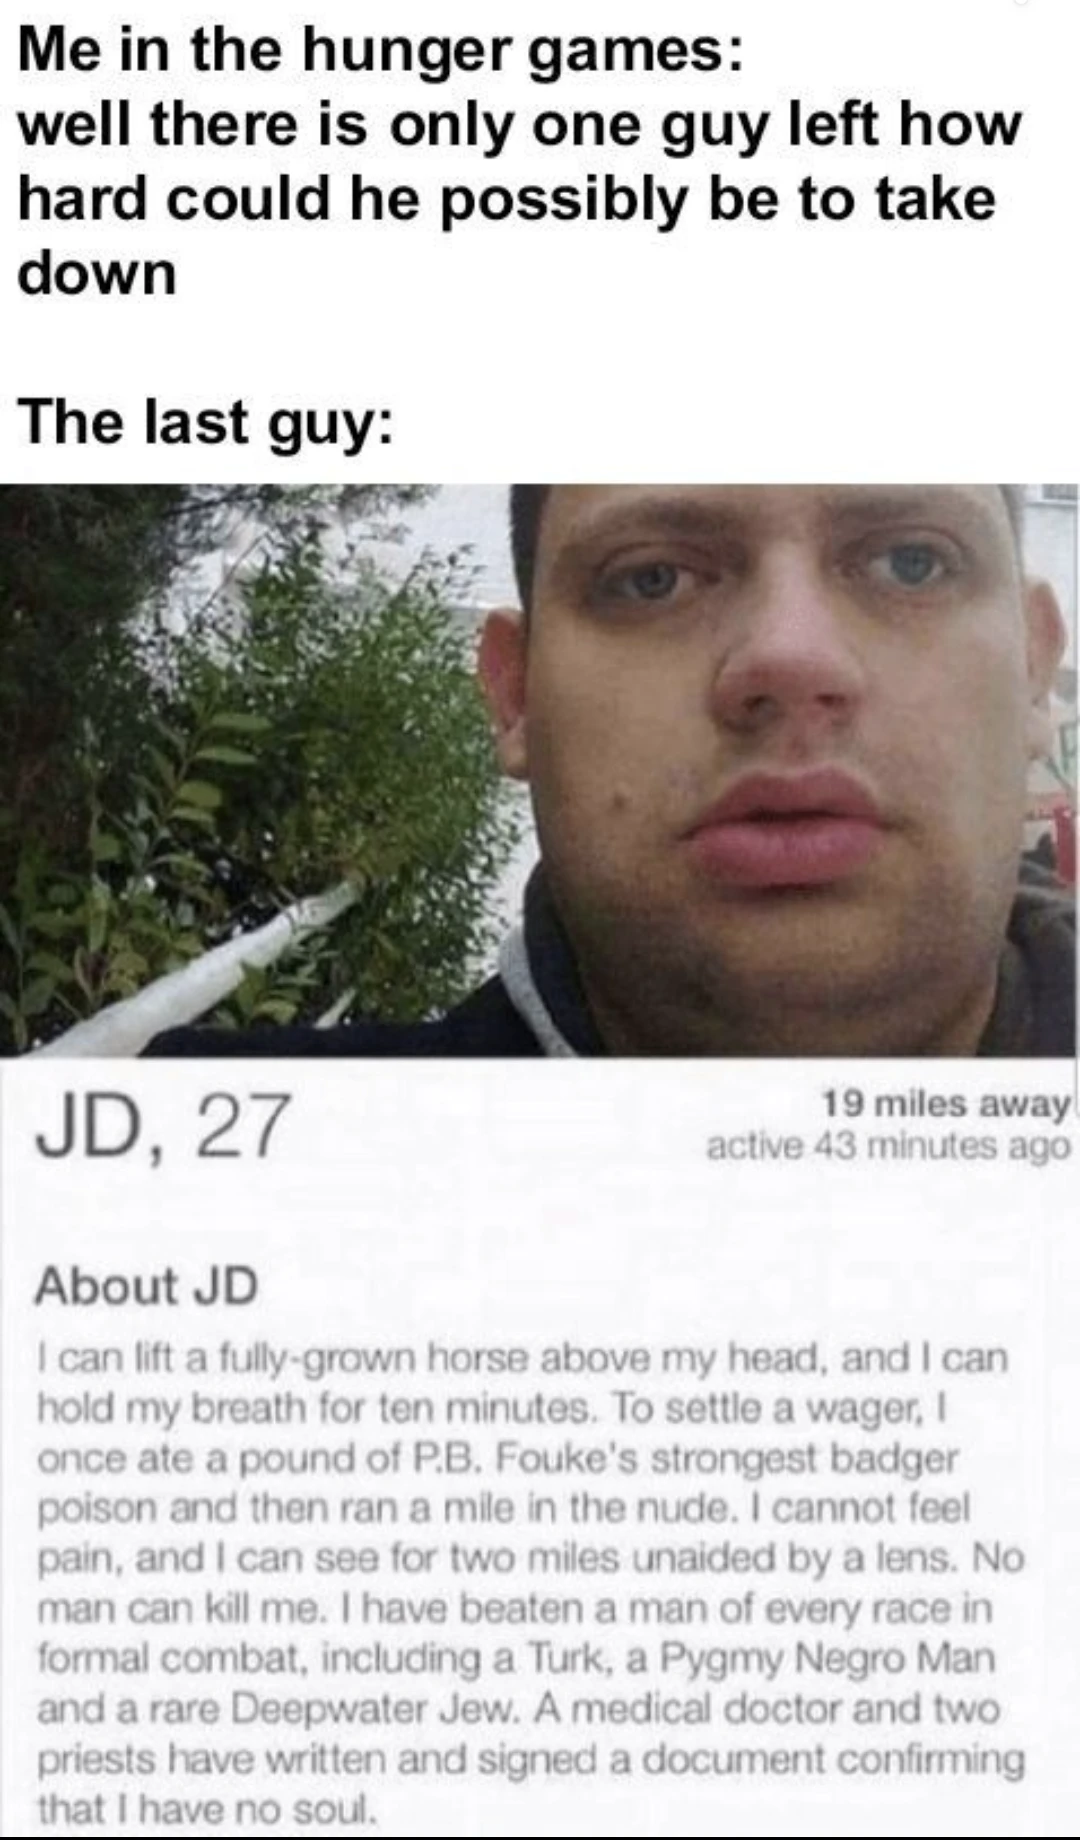 Me in the hunger games:
well there is only one guy left how
hard could he possibly be to take
down
The last guy:
JD, 27
19 miles away
active 43 minutes ago
About JD
I can lift a fully-grown horse above my head, and I can
hold my breath for ten minutes. To settle a wager, I
once ate a pound of P.B. Fouke's strongest badger
poison and then ran a mile in the nude. I cannot feel
pain, and I can see for two miles unaided by a lens. No
man can kill me. I have beaten a man of every race in
formal combat, including a Turk, a Pygmy Negro Man
and a rare Deepwater Jew. A medical doctor and two
priests have written and signed a document confirming
that I have no soul.